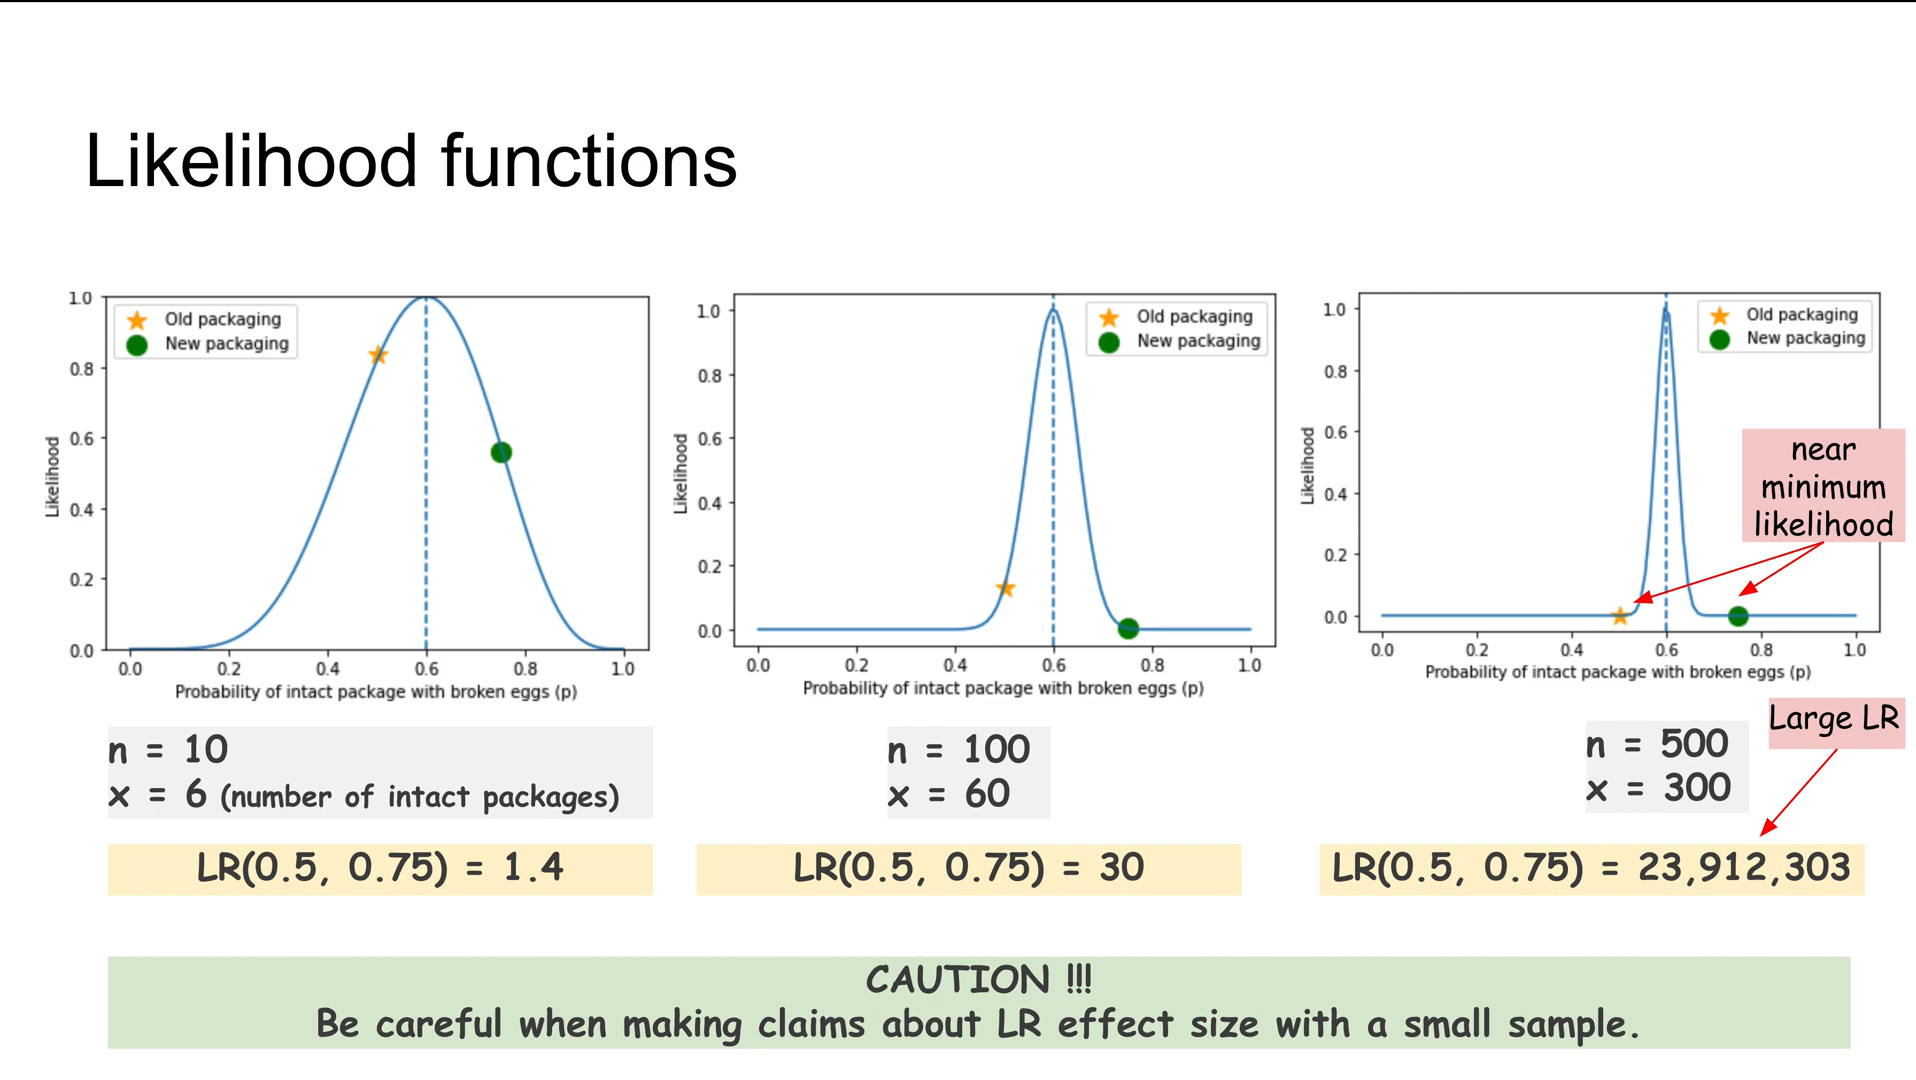 Likelihood functions
1.0
0.8
0.6
0.4
0.2
0.0
Likelihood
Old packaging
New packaging
0.0 0.2 0.4 0.6 0.8 1.0
Probability of intact package with broken eggs (p)
1.0
0.8
0.6
0.4
0.2
0.0
Likelihood
Old packaging
New packaging
0.0 0.2 0.4 0.6 0.8 1.0
Probability of intact package with broken eggs (p)
1.0
0.8
0.6
0.4
0.2
0.0
Likelihood
Old packaging
New packaging
near
minimum
likelihood
0.0 0.2 0.4 0.6 0.8 1.0
Probability of intact package with broken eggs (p)
n = 10
x = 6 (number of intact packages)
n = 100
x = 60
n = 500
x = 300
Large LR
LR(0.5, 0.75) = 1.4
LR(0.5, 0.75) = 30
LR(0.5, 0.75) = 23,912,303
CAUTION !!!
Be careful when making claims about LR effect size with a small sample.